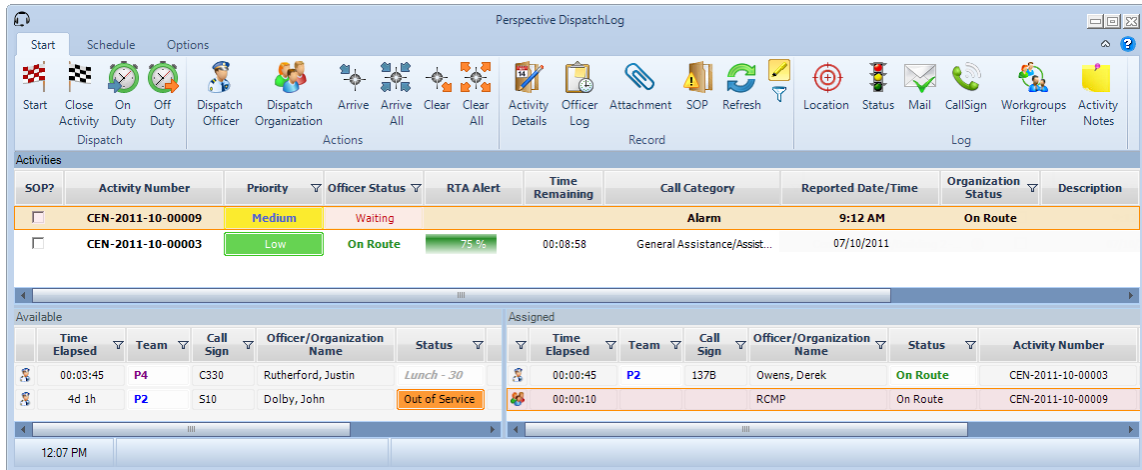 Perspective DispatchLog
Start Schedule Options
Start Close Activity On Duty Off Duty Dispatch Officer Dispatch Organization Arrive Arrive All Clear Clear All Activity Details Officer Log Attachment SOP Refresh Location Status Mail CallSign Workgroups Filter Activity Notes
Dispatch Actions Record Log
Activities
SOP? Activity Number Priority Officer Status RTA Alert Time Remaining Call Category Reported Date/Time Organization Status Description
CEN-2011-10-00009 Medium Waiting Alarm 9:12 AM On Route
CEN-2011-10-00003 Low On Route 75 % 00:08:58 General Assistance/Assist... 07/10/2011
Available
Time Elapsed Team Call Sign Officer/Organization Name Status
00:03:45 P4 C330 Rutherford, Justin Lunch - 30
4d 1h P2 S10 Dolby, John Out of Service
Assigned
Time Elapsed Team Call Sign Officer/Organization Name Status Activity Number
00:00:45 P2 137B Owens, Derek On Route CEN-2011-10-00003
00:00:10 RCMP On Route CEN-2011-10-00009
12:07 PM